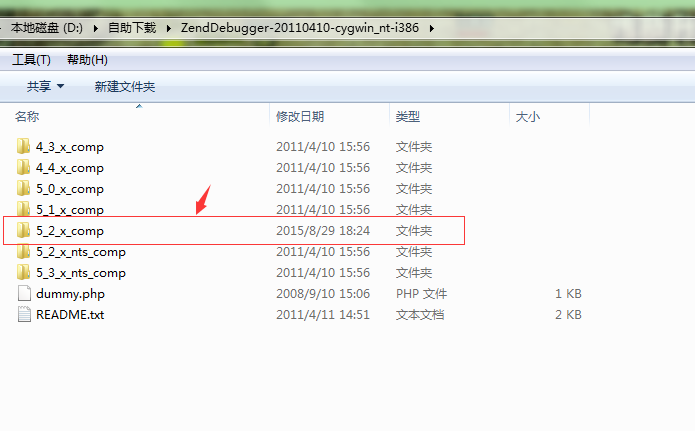 本地磁盘 (D:) ▸ 自助下载 ▸ ZendDebugger-20110410-cygwin_nt-i386 ▸
工具(T) 帮助(H)
共享 新建文件夹
名称 修改日期 类型 大小
4_3_x_comp 2011/4/10 15:56 文件夹
4_4_x_comp 2011/4/10 15:56 文件夹
5_0_x_comp 2011/4/10 15:56 文件夹
5_1_x_comp 2011/4/10 15:56 文件夹
5_2_x_comp 2015/8/29 18:24 文件夹
5_2_x_nts_comp 2011/4/10 15:56 文件夹
5_3_x_nts_comp 2011/4/10 15:56 文件夹
dummy.php 2008/9/10 15:06 PHP 文件 1 KB
README.txt 2011/4/11 14:51 文本文档 2 KB